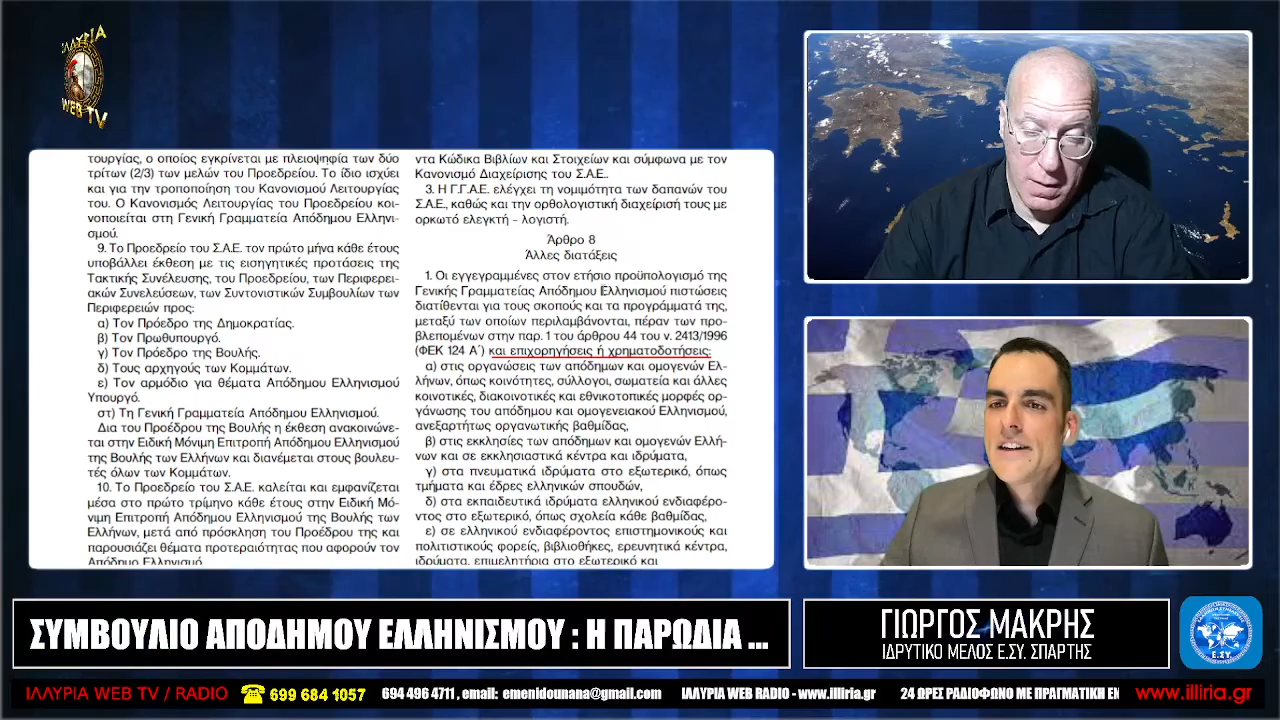 ΙΛΛΥΡΙΑ
WEB TV
τουργίας, ο οποίος εγκρίνεται με πλειοψηφία των δύο
τρίτων (2/3) των μελών του Προεδρείου. Το ίδιο ισχύει
και για την τροποποίηση του Κανονισμού Λειτουργίας
του. Ο Κανονισμός Λειτουργίας του Προεδρείου κοι-
νοποιείται στη Γενική Γραμματεία Απόδημου Ελληνι-
σμού.
9. Το Προεδρείο του Σ.Α.Ε. τον πρώτο μήνα κάθε έτους
υποβάλλει έκθεση με τις εισηγητικές προτάσεις της
Τακτικής Συνέλευσης, του Προεδρείου, των Περιφερει-
ακών Συνελεύσεων, των Συντονιστικών Συμβουλίων των
Περιφερειών προς:
α) Τον Πρόεδρο της Δημοκρατίας.
β) Τον Πρωθυπουργό.
γ) Τον Πρόεδρο της Βουλής.
δ) Τους αρχηγούς των Κομμάτων.
ε) Τον αρμόδιο για θέματα Απόδημου Ελληνισμού
Υπουργό.
στ) Τη Γενική Γραμματεία Απόδημου Ελληνισμού.
Δια του Προέδρου της Βουλής η έκθεση ανακοινώνε-
ται στην Ειδική Μόνιμη Επιτροπή Απόδημου Ελληνισμού
της Βουλής των Ελλήνων και διανέμεται στους βουλευ-
τές όλων των Κομμάτων.
10. Το Προεδρείο του Σ.Α.Ε. καλείται και εμφανίζεται
μέσα στο πρώτο τρίμηνο κάθε έτους στην Ειδική Μό-
νιμη Επιτροπή Απόδημου Ελληνισμού της Βουλής των
Ελλήνων, μετά από πρόσκληση του Προέδρου της και
παρουσιάζει θέματα προτεραιότητας που αφορούν τον
Απόδημο Ελληνισμό.
ντα Κώδικα Βιβλίων και Στοιχείων και σύμφωνα με τον
Κανονισμό Διαχείρισης του Σ.Α.Ε..
3. Η Γ.Γ.Α.Ε. ελέγχει τη νομιμότητα των δαπανών του
Σ.Α.Ε., καθώς και την ορθολογιστική διαχείρισή τους με
ορκωτό ελεγκτή – λογιστή.
Άρθρο 8
Άλλες διατάξεις
1. Οι εγγεγραμμένες στον ετήσιο προϋπολογισμό της
Γενικής Γραμματείας Απόδημου Ελληνισμού πιστώσεις
διατίθενται για τους σκοπούς και τα προγράμματά της,
μεταξύ των οποίων περιλαμβάνονται, πέραν των προ-
βλεπομένων στην παρ. 1 του άρθρου 44 του ν. 2413/1996
(ΦΕΚ 124 Α΄) και επιχορηγήσεις ή χρηματοδοτήσεις:
α) στις οργανώσεις των απόδημων και ομογενών Ελ-
λήνων, όπως κοινότητες, σύλλογοι, σωματεία και άλλες
κοινοτικές, διακοινοτικές και εθνικοτοπικές μορφές ορ-
γάνωσης του απόδημου και ομογενειακού Ελληνισμού,
ανεξαρτήτως οργανωτικής βαθμίδας,
β) στις εκκλησίες των απόδημων και ομογενών Ελλή-
νων και σε εκκλησιαστικά κέντρα και ιδρύματα,
γ) στα πνευματικά ιδρύματα στο εξωτερικό, όπως
τμήματα και έδρες ελληνικών σπουδών,
δ) στα εκπαιδευτικά ιδρύματα ελληνικού ενδιαφέρο-
ντος στο εξωτερικό, όπως σχολεία κάθε βαθμίδας,
ε) σε ελληνικού ενδιαφέροντος επιστημονικούς και
πολιτιστικούς φορείς, βιβλιοθήκες, ερευνητικά κέντρα,
ιδρύματα, επιμελητήρια στο εξωτερικό και
ΣΥΜΒΟΥΛΙΟ ΑΠΟΔΗΜΟΥ ΕΛΛΗΝΙΣΜΟΥ : Η ΠΑΡΩΔΙΑ ...
ΓΙΩΡΓΟΣ ΜΑΚΡΗΣ
ΙΔΡΥΤΙΚΟ ΜΕΛΟΣ Ε.ΣΥ. ΣΠΑΡΤΗΣ
Ε.ΣΥ.
ΙΛΛΥΡΙΑ WEB TV / RADIO ☎ 699 684 1057 694 496 4711 , email: emenidounana@gmail.com ΙΛΛΥΡΙΑ WEB RADIO - www.illiria.gr 24 ΩΡΕΣ ΡΑΔΙΟΦΩΝΟ ΜΕ ΠΡΑΓΜΑΤΙΚΗ ΕΝ www.illiria.gr